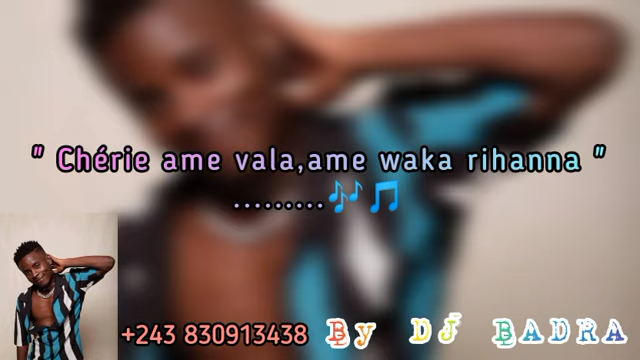 " Chérie ame vala,ame waka rihanna "
.........🎶🎵
+243 830913438 By DJ BADRA